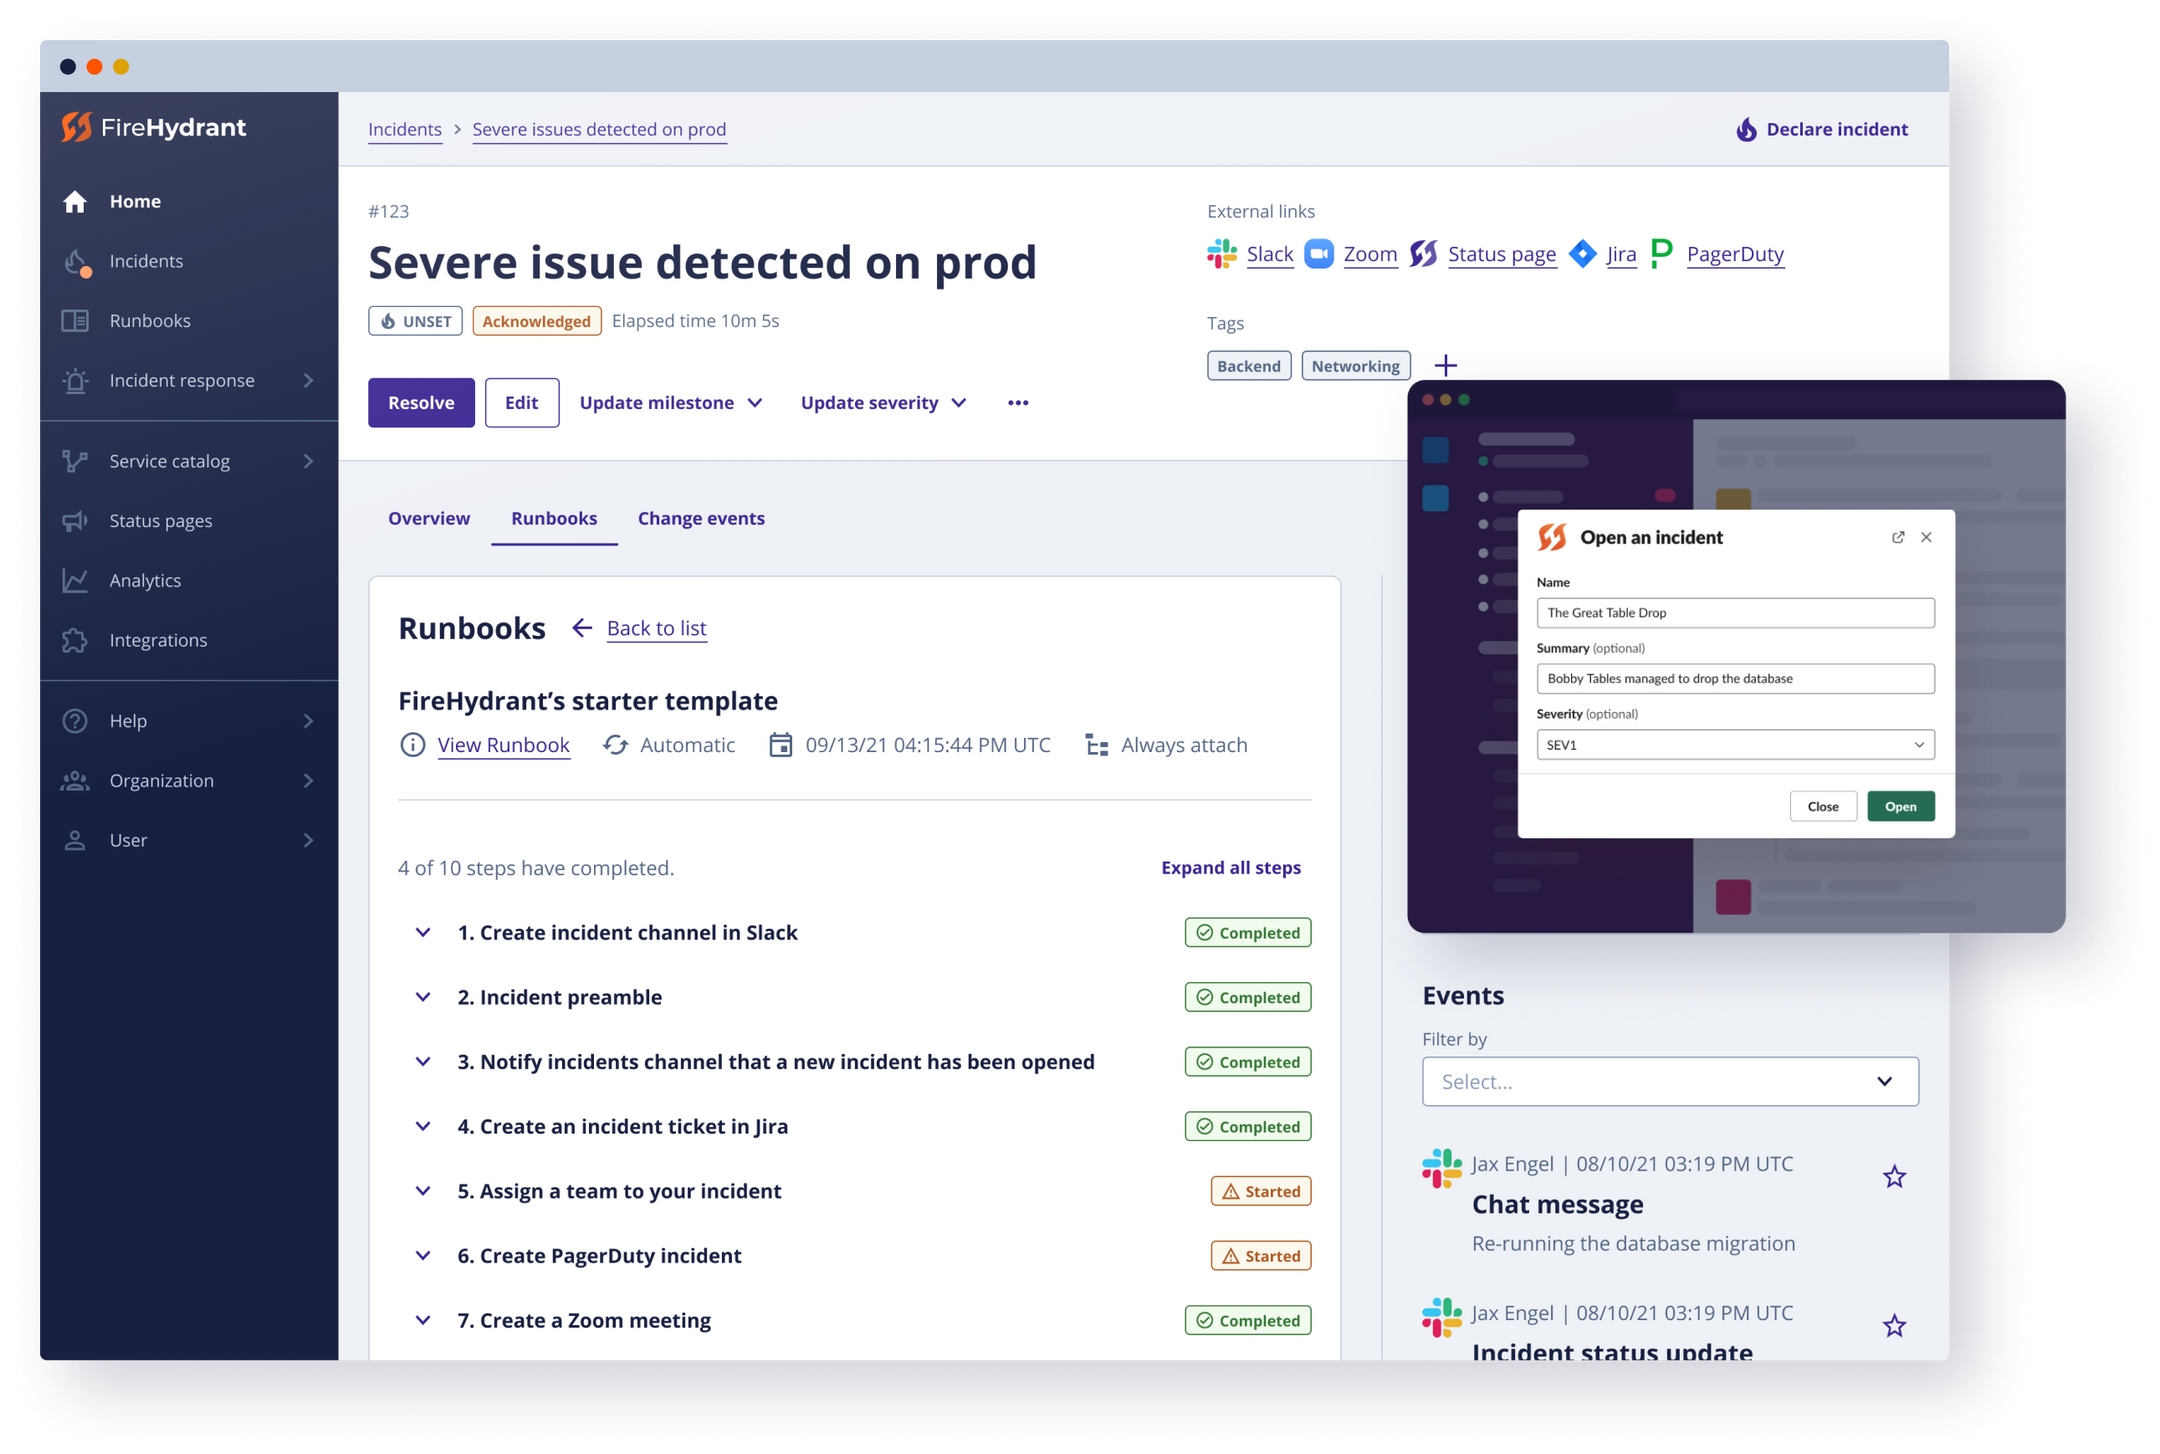 FireHydrant
Home
Incidents
Runbooks
Incident response
Service catalog
Status pages
Analytics
Integrations
Help
Organization
User
Incidents > Severe issues detected on prod
Declare incident
#123
Severe issue detected on prod
UNSET Acknowledged Elapsed time 10m 5s
Resolve Edit Update milestone Update severity
External links
Slack Zoom Status page Jira PagerDuty
Tags
Backend Networking +
Overview Runbooks Change events
Runbooks Back to list
FireHydrant’s starter template
View Runbook Automatic 09/13/21 04:15:44 PM UTC Always attach
4 of 10 steps have completed. Expand all steps
1. Create incident channel in Slack Completed
2. Incident preamble Completed
3. Notify incidents channel that a new incident has been opened Completed
4. Create an incident ticket in Jira Completed
5. Assign a team to your incident Started
6. Create PagerDuty incident Started
7. Create a Zoom meeting Completed
Open an incident
Name
The Great Table Drop
Summary (optional)
Bobby Tables managed to drop the database
Severity (optional)
SEV1
Close Open
Events
Filter by
Select...
Jax Engel | 08/10/21 03:19 PM UTC
Chat message
Re-running the database migration
Jax Engel | 08/10/21 03:19 PM UTC
Incident status update